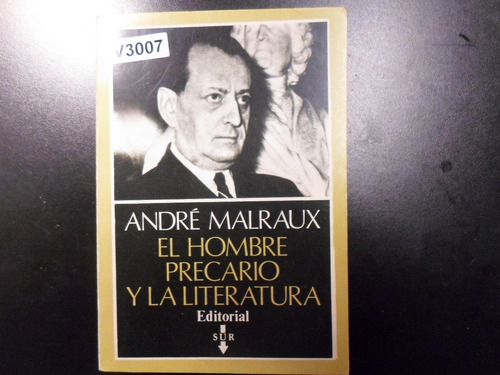 V3007
ANDRÉ MALRAUX
EL HOMBRE
PRECARIO
Y LA LITERATURA
Editorial
SUR